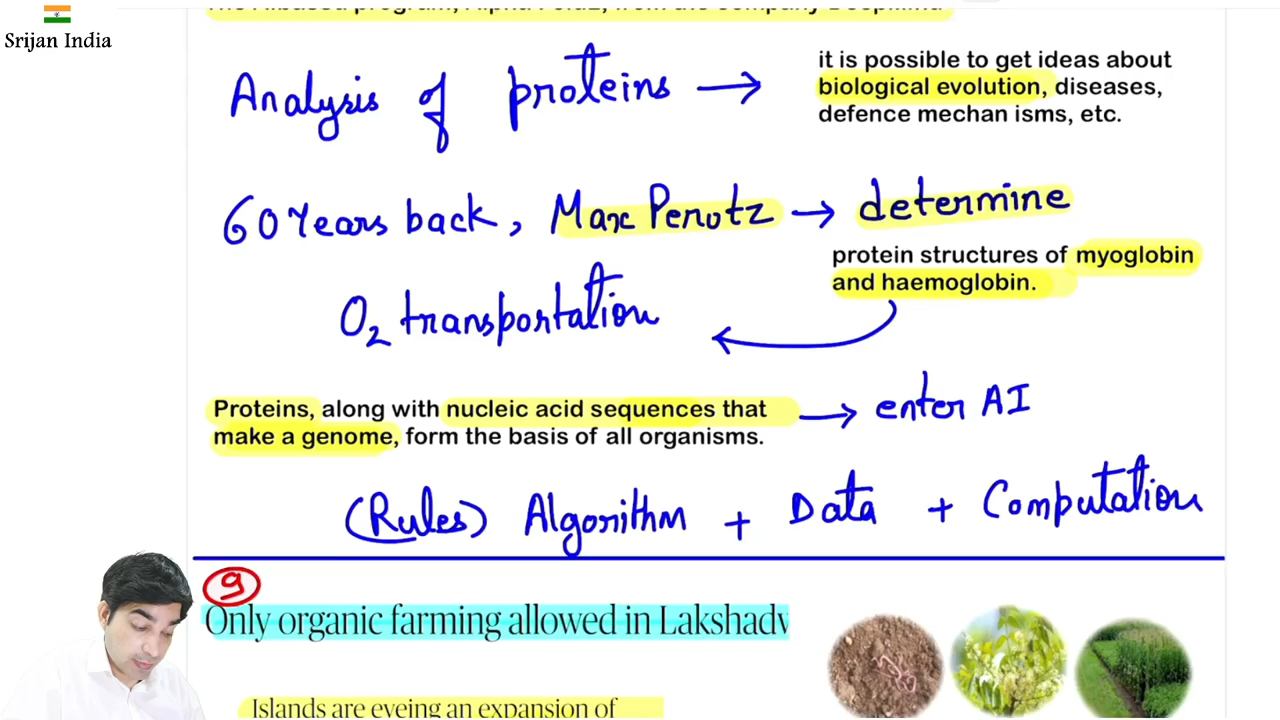 Srijan India
Analysis of proteins →
it is possible to get ideas about
biological evolution, diseases,
defence mechan isms, etc.
60 Years back, Max Perutz → determine
protein structures of myoglobin
and haemoglobin.
O₂ transportation
Proteins, along with nucleic acid sequences that
make a genome, form the basis of all organisms.
→ enter AI
(Rules) Algorithm + Data + Computation
9
Only organic farming allowed in Lakshadv
Islands are eyeing an expansion of